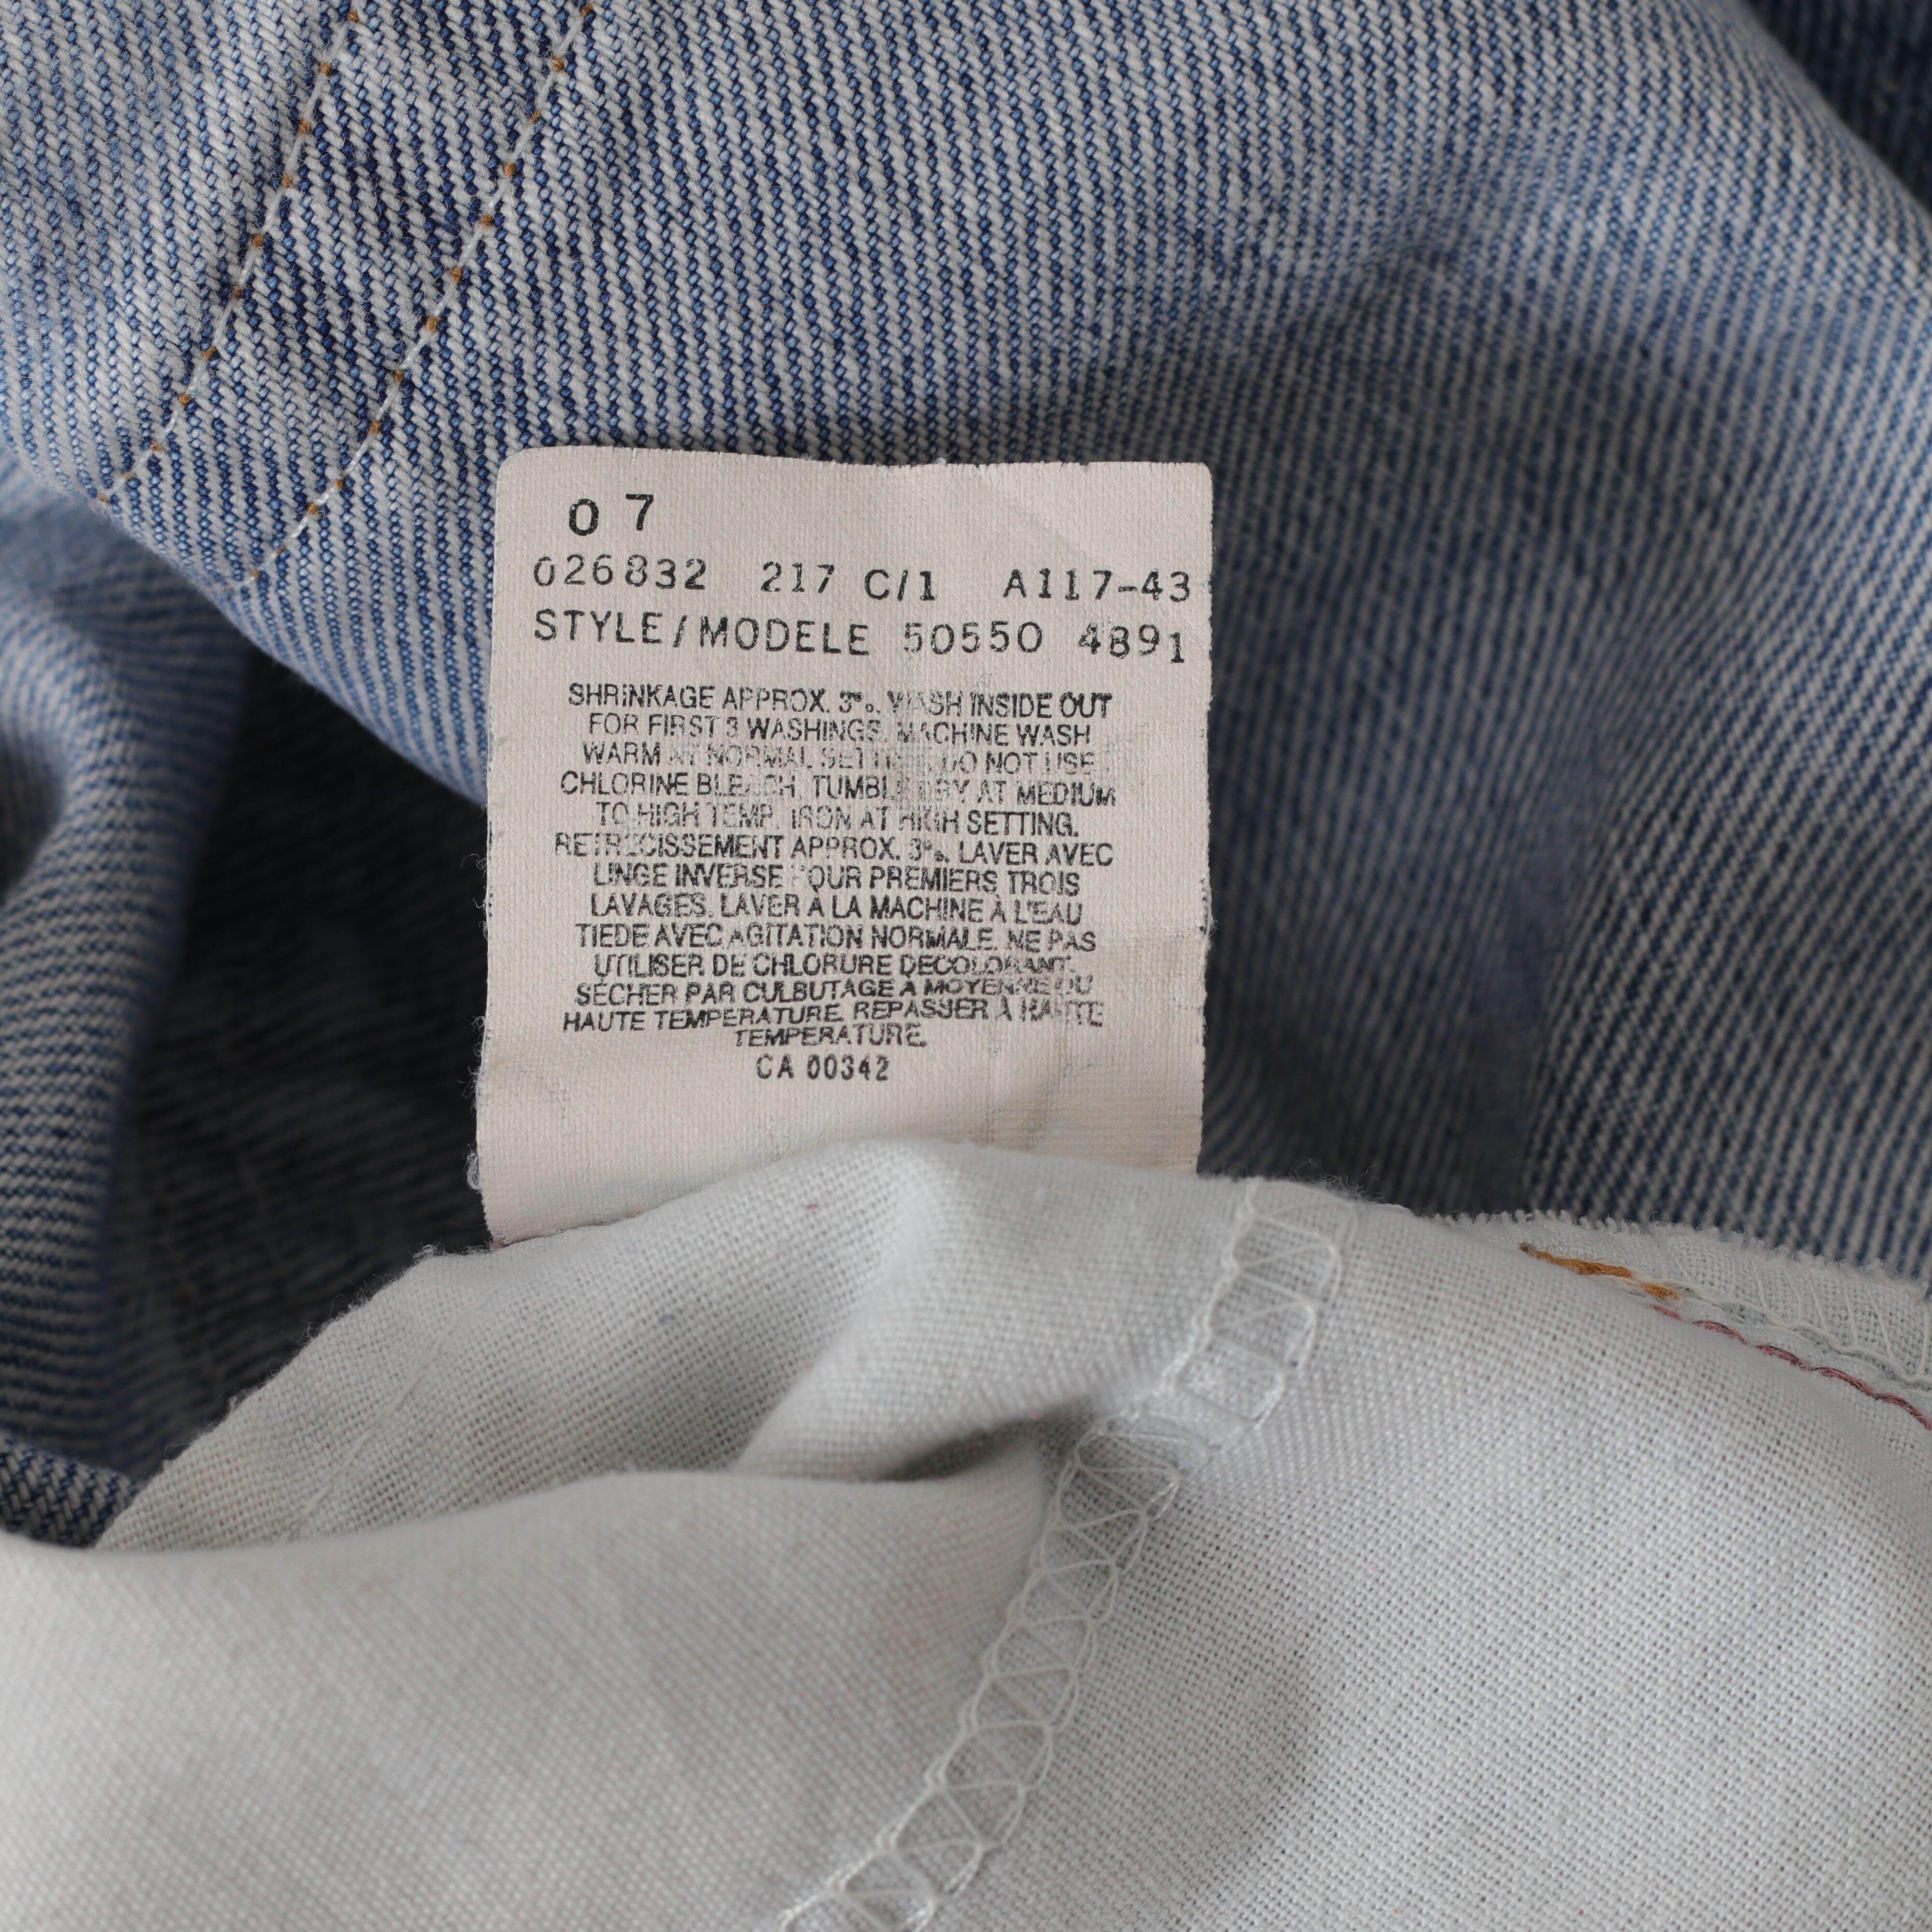 07
026832 217 C/1 A117-43
STYLE/MODELE 50550 4891
SHRINKAGE APPROX. 3%. WASH INSIDE OUT
FOR FIRST 3 WASHINGS. MACHINE WASH
WARM AT NORMAL SETTING. DO NOT USE
CHLORINE BLEACH. TUMBLE DRY AT MEDIUM
TO HIGH TEMP. IRON AT HIGH SETTING.
RETRECISSEMENT APPROX. 3%. LAVER AVEC
LINGE INVERSE POUR PREMIERS TROIS
LAVAGES. LAVER À LA MACHINE À L'EAU
TIEDE AVEC AGITATION NORMALE. NE PAS
UTILISER DE CHLORURE DECOLORANT.
SÉCHER PAR CULBUTAGE A MOYENNE OU
HAUTE TEMPERATURE. REPASSER À HAUTE
TEMPERATURE.
CA 00342